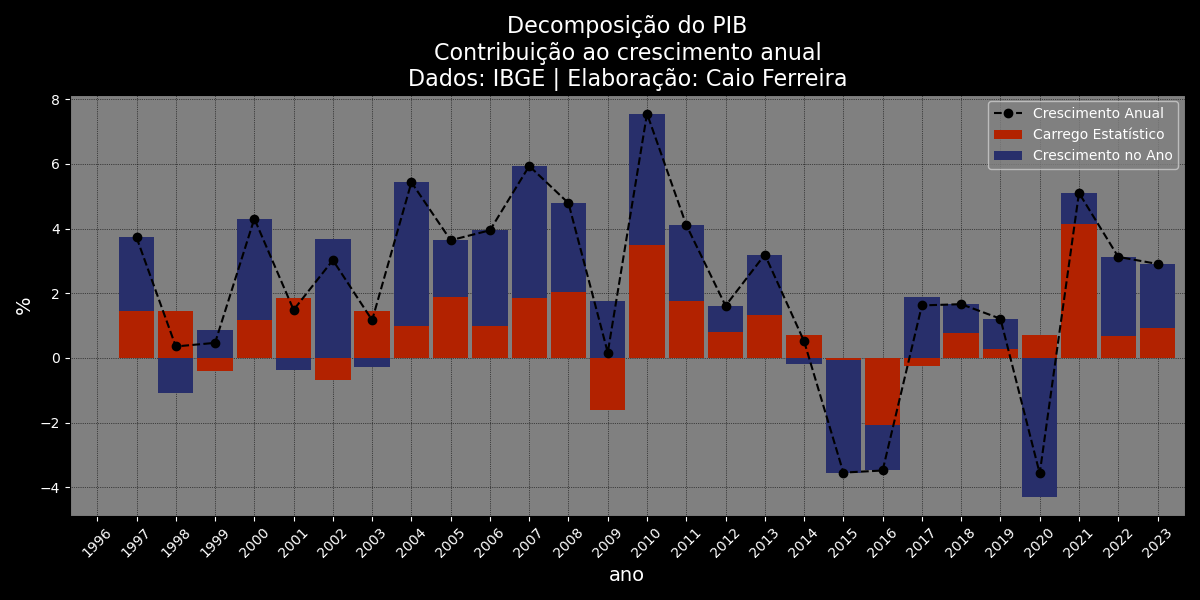 Decomposição do PIB
Contribuição ao crescimento anual
Dados: IBGE | Elaboração: Caio Ferreira
8
6
4
2
0
−2
−4
%
Crescimento Anual
Carrego Estatístico
Crescimento no Ano
1996 1997 1998 1999 2000 2001 2002 2003 2004 2005 2006 2007 2008 2009 2010 2011 2012 2013 2014 2015 2016 2017 2018 2019 2020 2021 2022 2023
ano